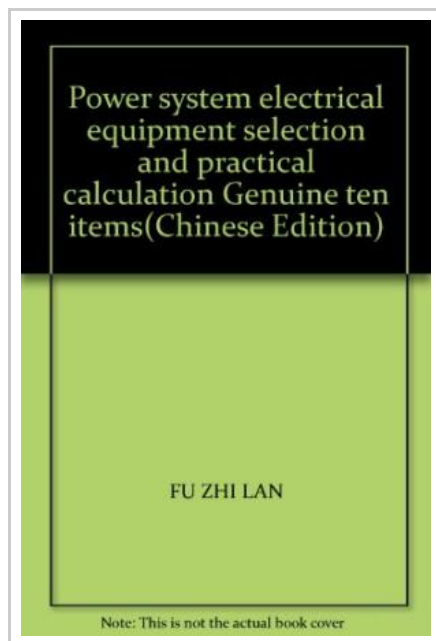 Power system electrical
equipment selection
and practical
calculation Genuine ten
items(Chinese Edition)
FU ZHI LAN
Note: This is not the actual book cover